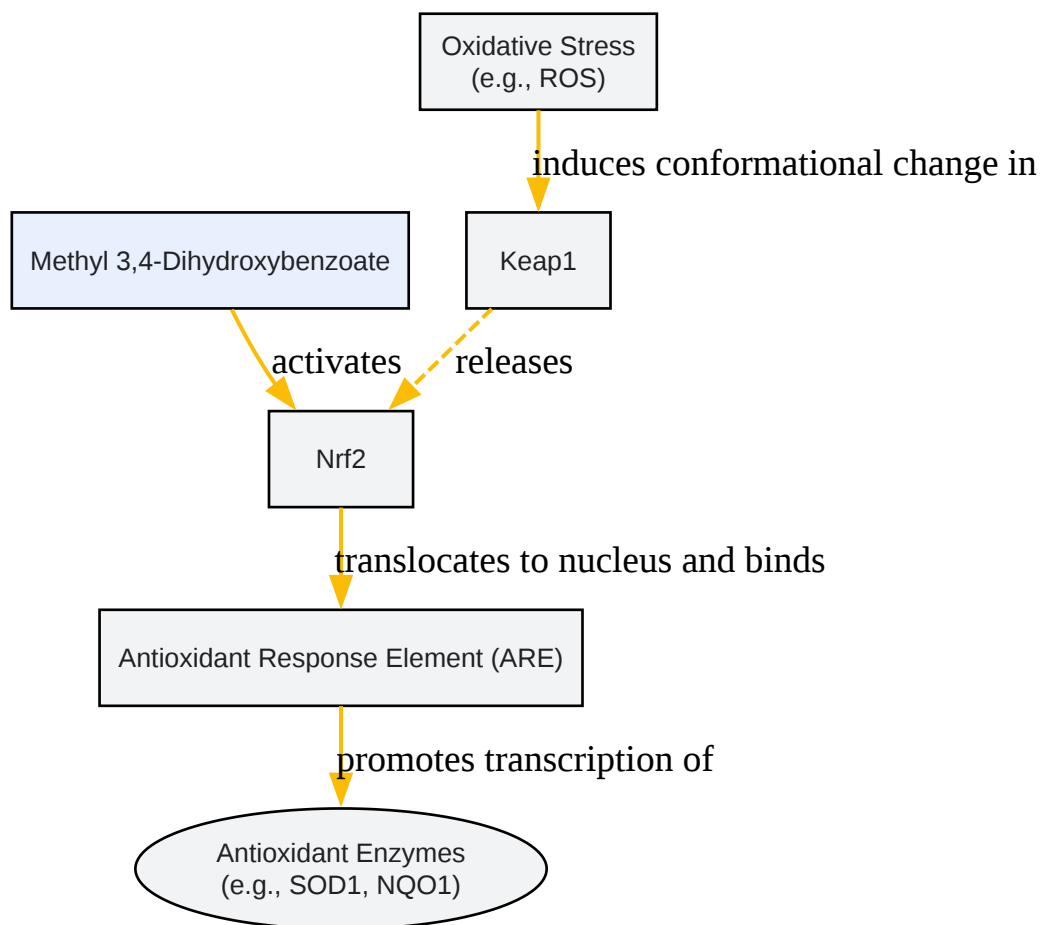 Oxidative Stress
(e.g., ROS)
induces conformational change in
Methyl 3,4-Dihydroxybenzoate
Keap1
activates
releases
Nrf2
translocates to nucleus and binds
Antioxidant Response Element (ARE)
promotes transcription of
Antioxidant Enzymes
(e.g., SOD1, NQO1)